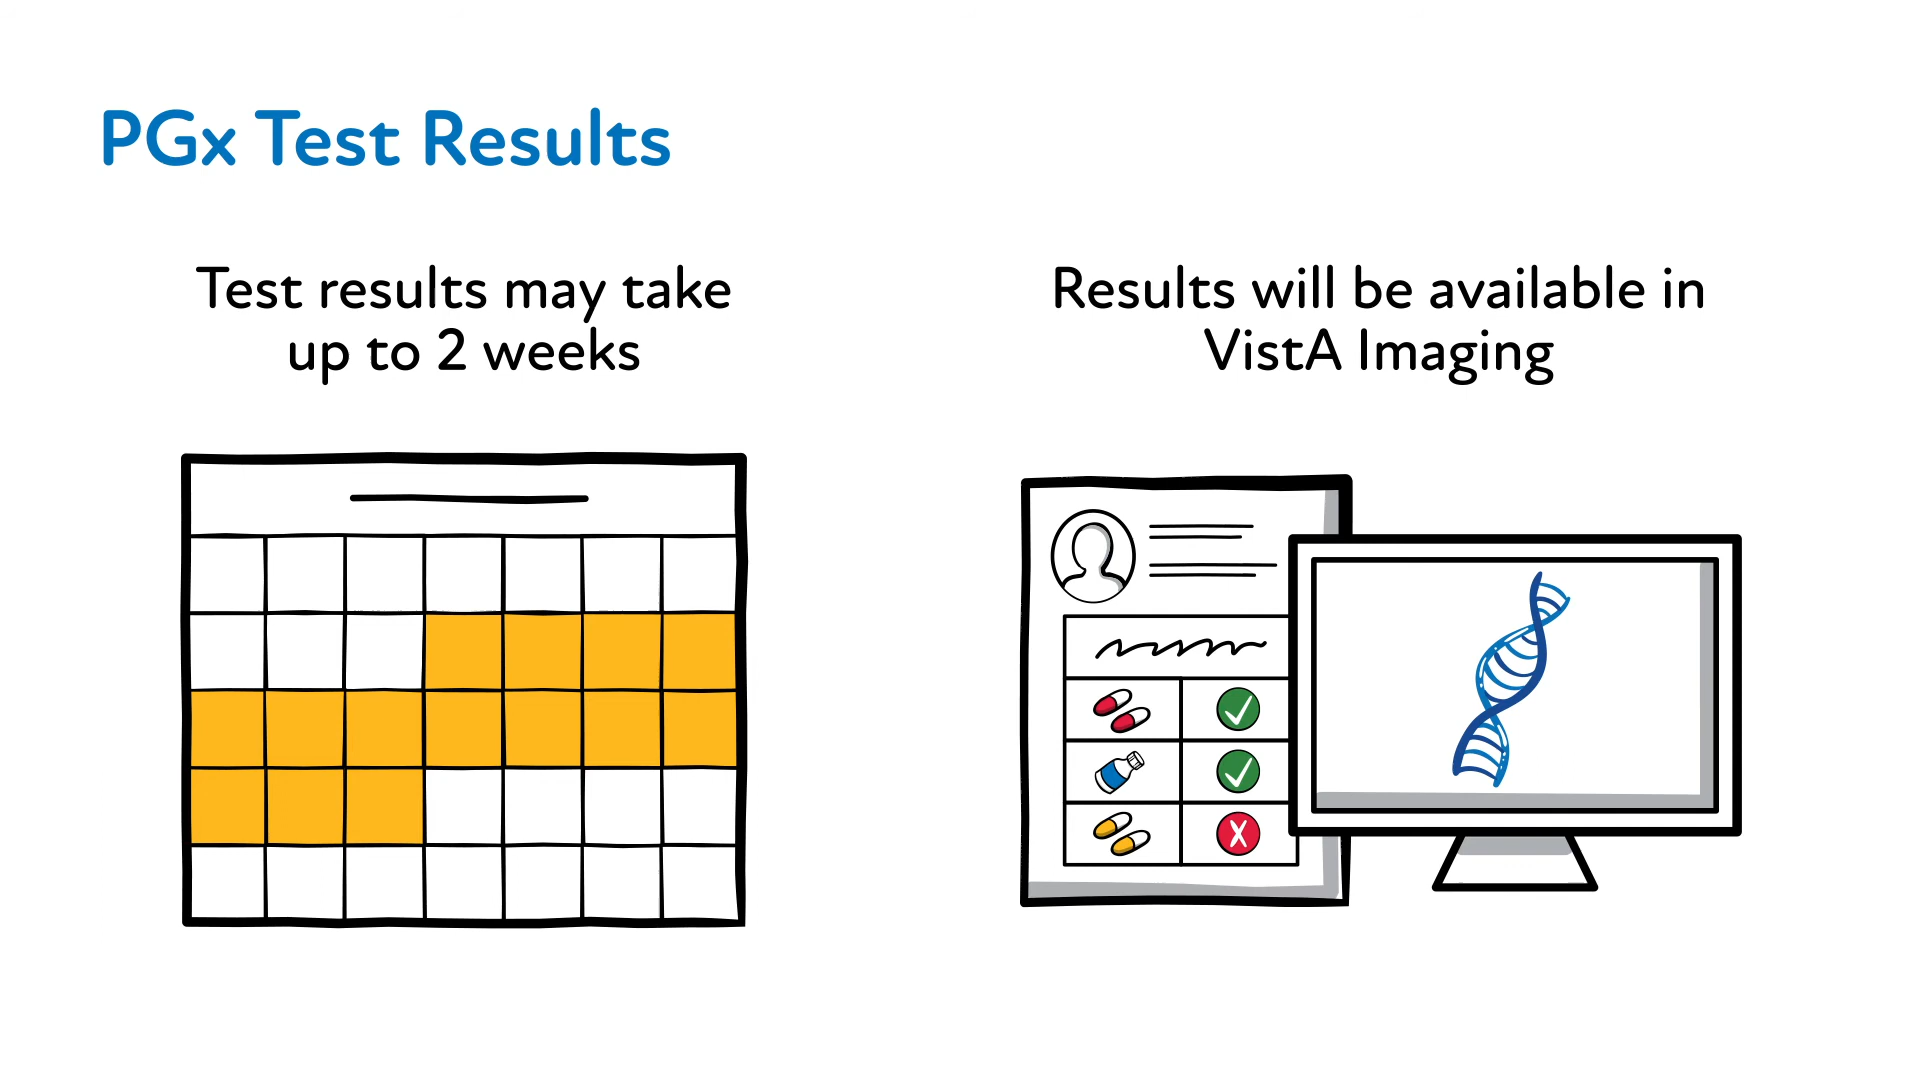 PGx Test Results
Test results may take
up to 2 weeks
Results will be available in
VistA Imaging